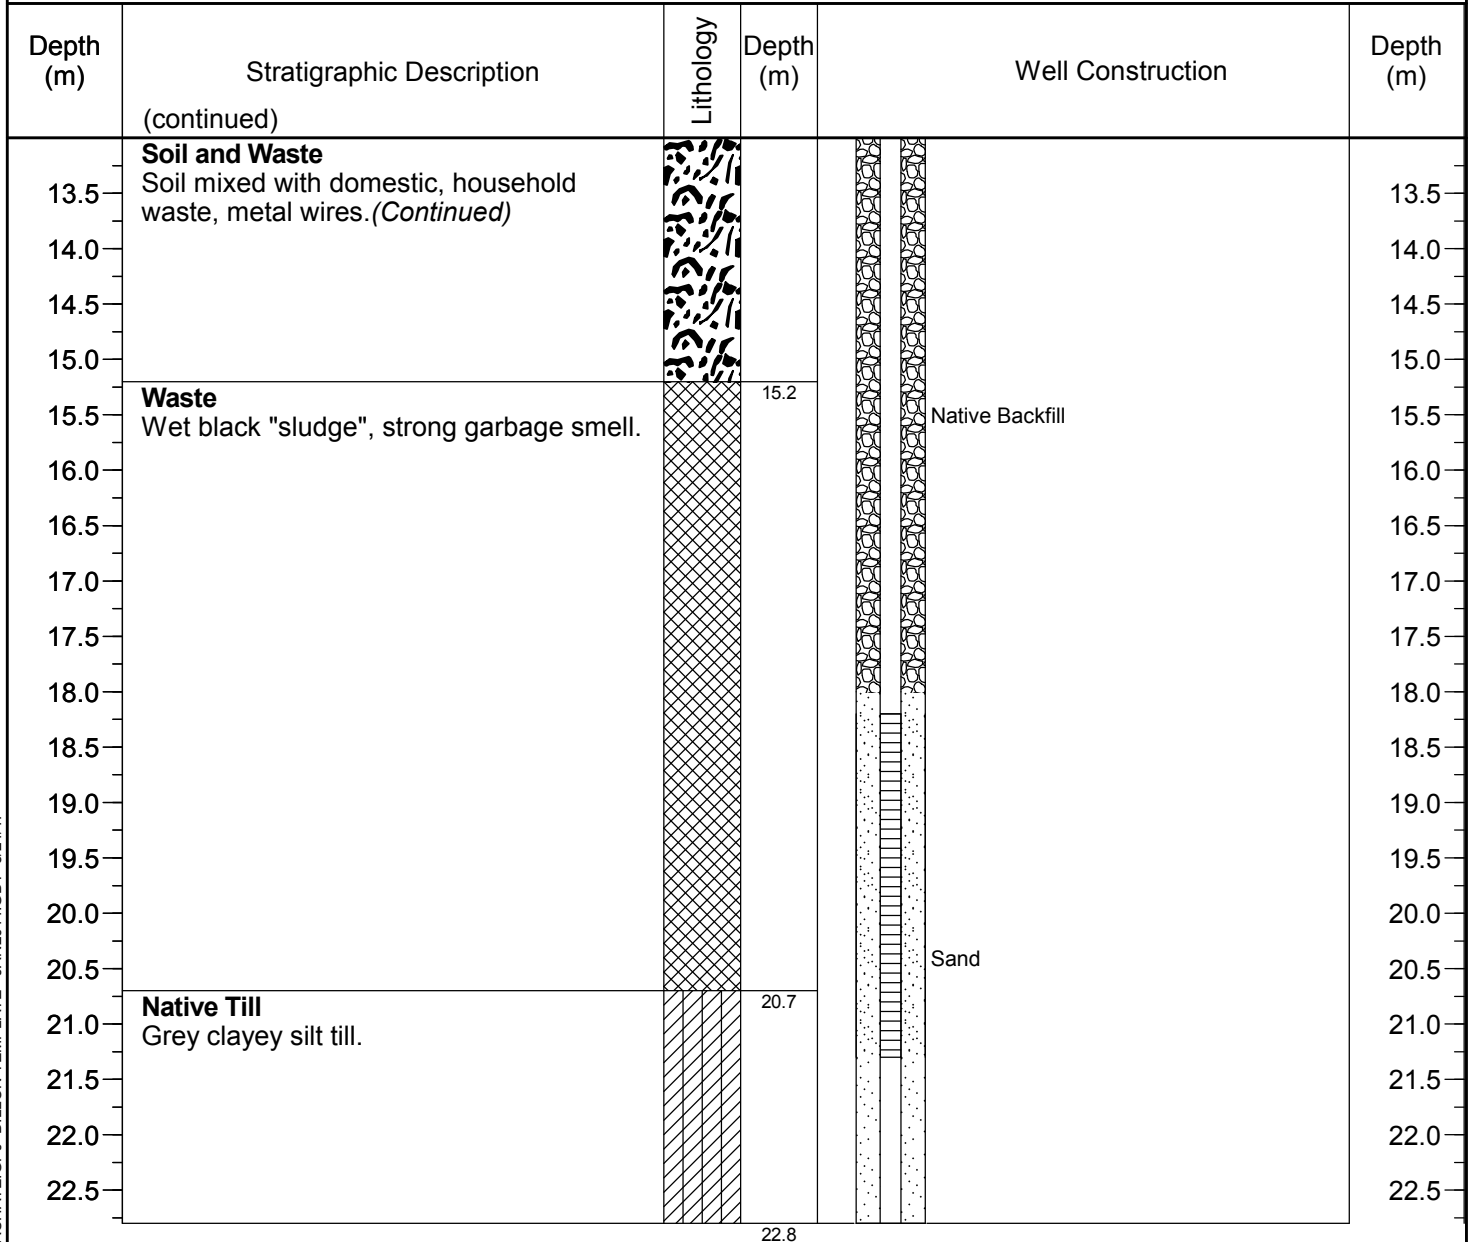 Depth
(m)
Stratigraphic Description
(continued)
Lithology
Depth
(m)
Well Construction
Depth
(m)
Soil and Waste
Soil mixed with domestic, household
waste, metal wires.(Continued)
13.5
14.0
14.5
15.0
15.2
Waste
Wet black "sludge", strong garbage smell.
15.5
16.0
16.5
17.0
17.5
18.0
18.5
19.0
19.5
20.0
20.5
20.7
Native Till
Grey clayey silt till.
21.0
21.5
22.0
22.5
22.8
Native Backfill
Sand
13.5
14.0
14.5
15.0
15.5
16.0
16.5
17.0
17.5
18.0
18.5
19.0
19.5
20.0
20.5
21.0
21.5
22.0
22.5